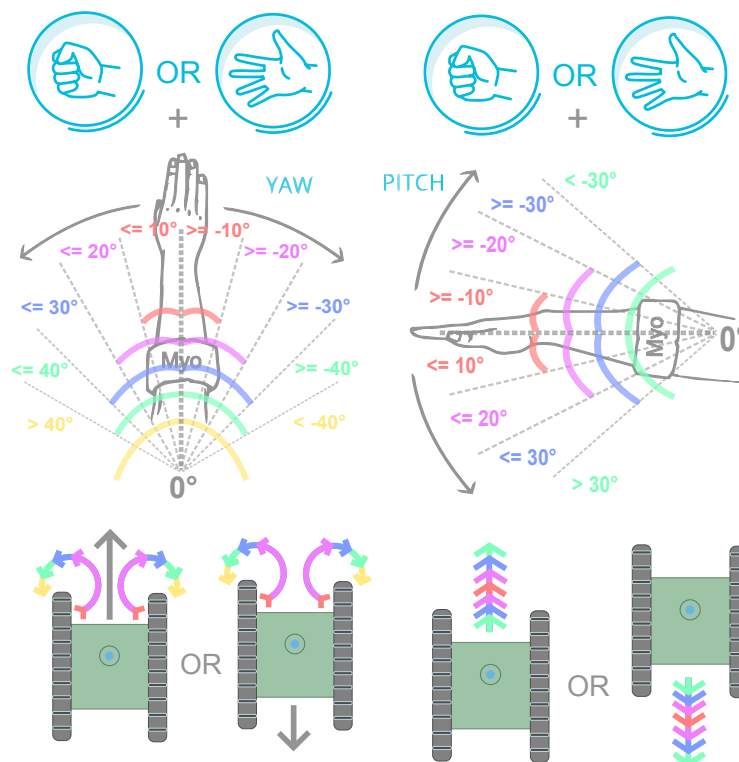 OR
+
YAW
<= 10° >= -10°
<= 20° >= -20°
<= 30° >= -30°
<= 40° >= -40°
> 40° < -40°
Myo
0°
OR
OR
+
PITCH
< -30°
>= -30°
>= -20°
>= -10°
<= 10°
<= 20°
<= 30°
> 30°
Myo
0°
OR